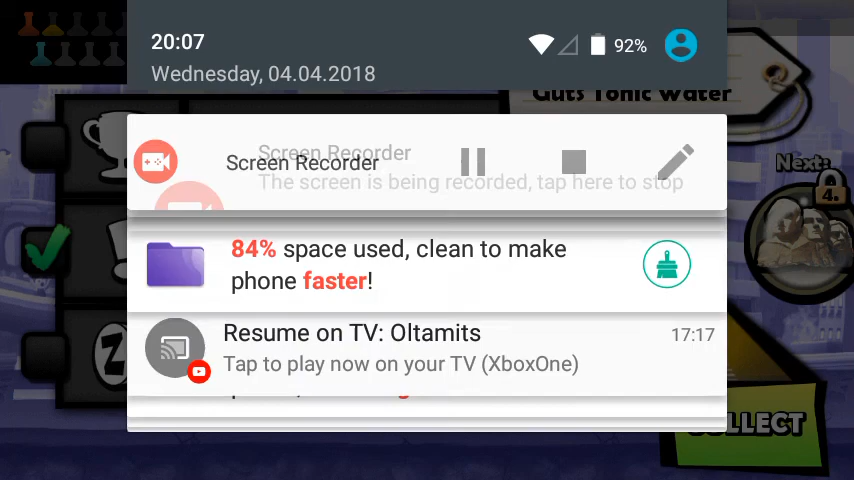 20:07
92%
Wednesday, 04.04.2018
Guts Tonic Water
Screen Recorder
Screen Recorder
The screen is being recorded, tap here to stop
Next:
4.
84% space used, clean to make
phone faster!
Resume on TV: Oltamits
17:17
Tap to play now on your TV (XboxOne)
COLLECT